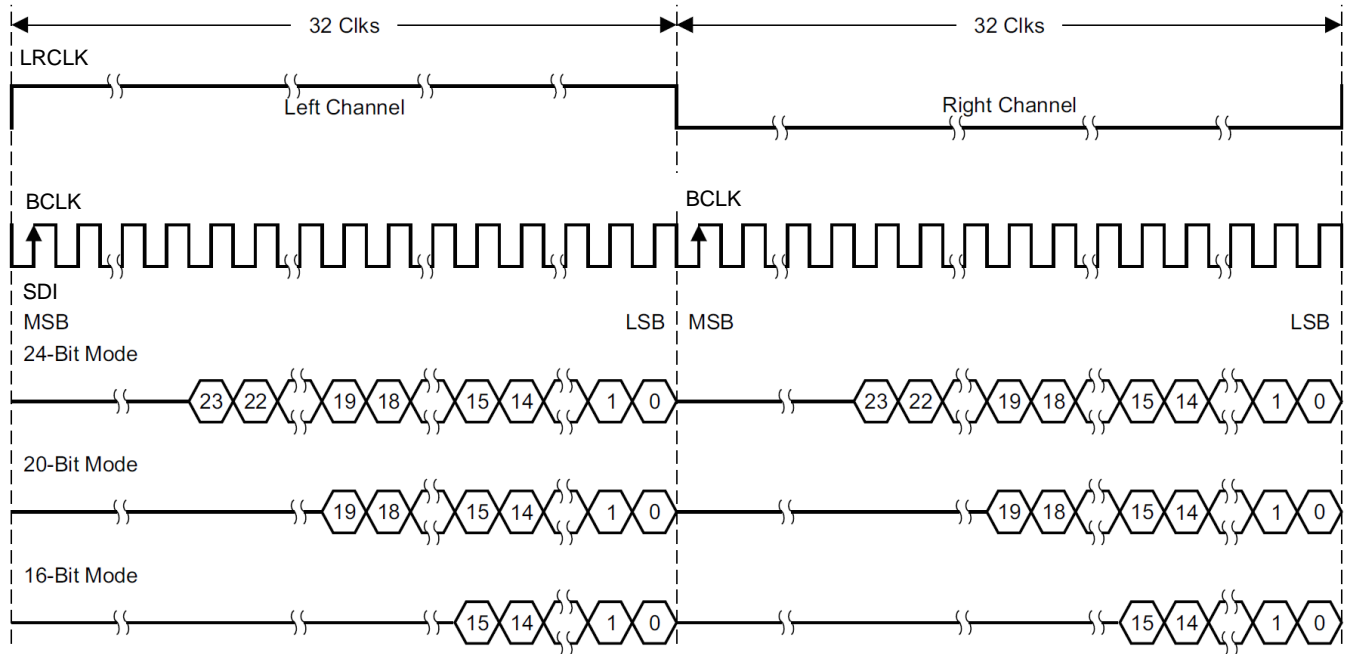 32 Clks 32 Clks
LRCLK
Left Channel Right Channel
BCLK BCLK
SDI
MSB LSB MSB LSB
24-Bit Mode
23 22 19 18 15 14 1 0 23 22 19 18 15 14 1 0
20-Bit Mode
19 18 15 14 1 0 19 18 15 14 1 0
16-Bit Mode
15 14 1 0 15 14 1 0